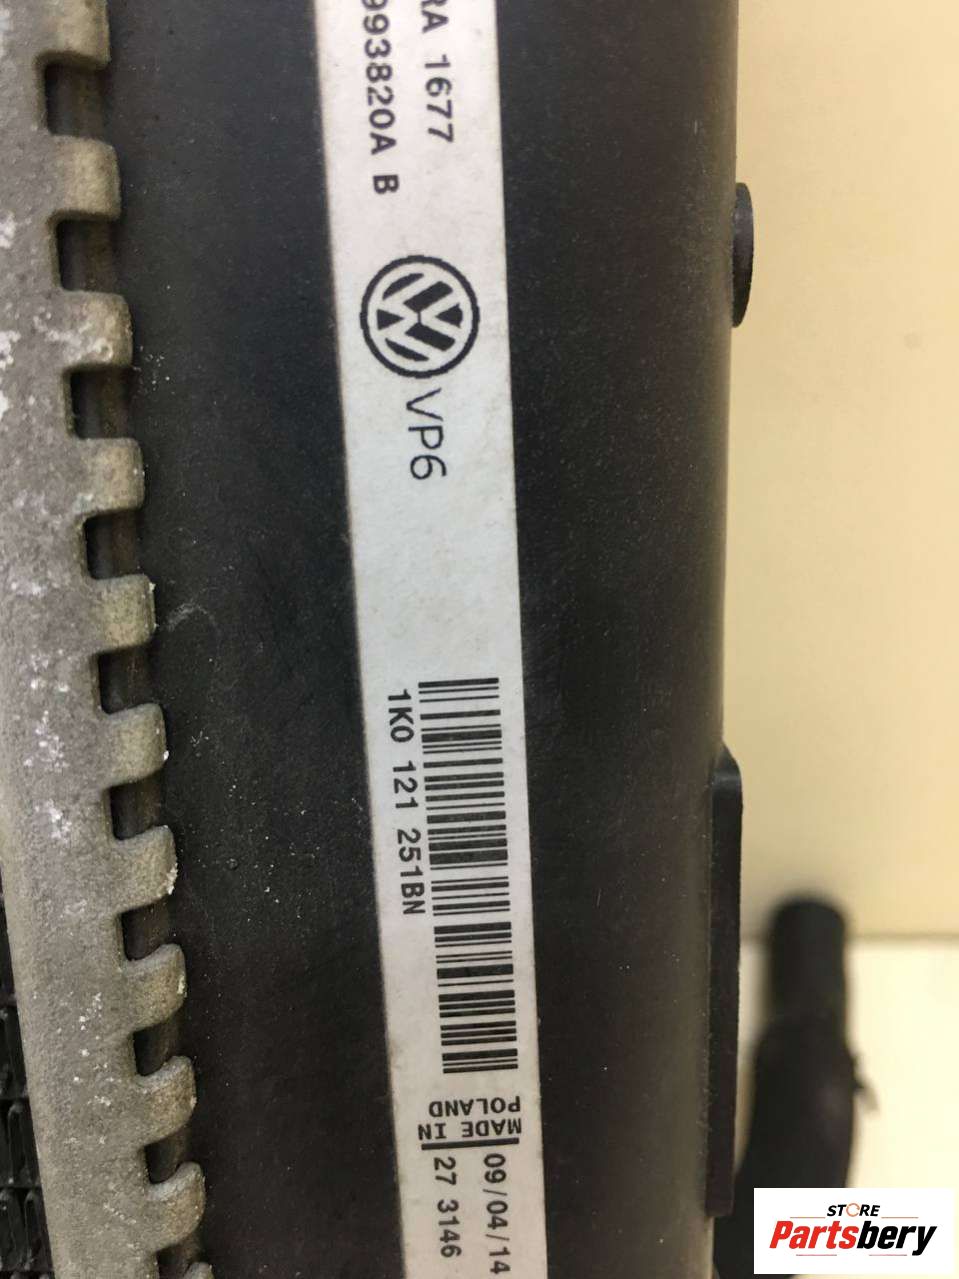 RA 1677
993820A B
VP6
1K0 121 251BN
MADE IN
POLAND
09/04/14
27 3146
STORE
Partsbery